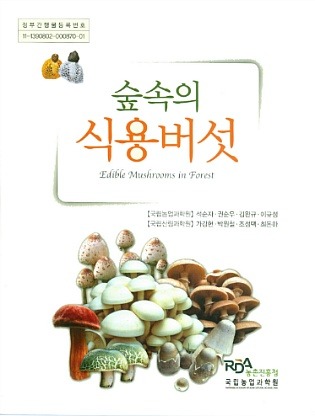 정부간행물등록번호
11-1390802-000870-01
숲속의
식용버섯
Edible Mushrooms in Forest
【국립농업과학원】 석순자 · 권순우 · 김완규 · 이규성
【국립산림과학원】 가강현 · 박원철 · 조성택 · 최돈하
RDA
농촌진흥청
국립농업과학원